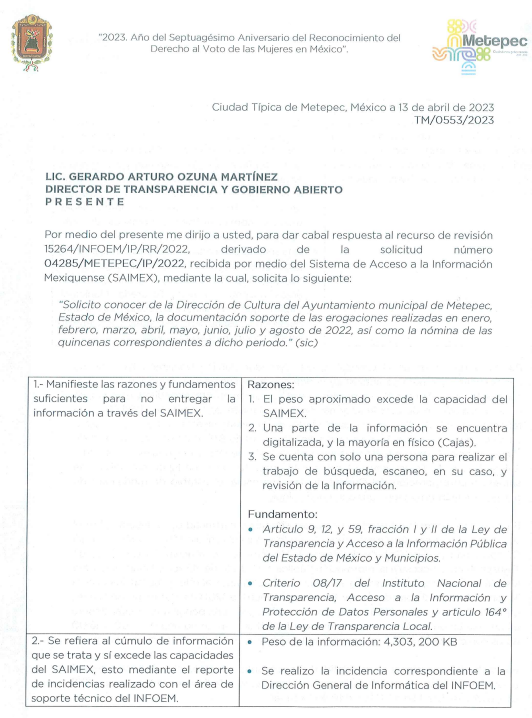 "2023. Año del Septuagésimo Aniversario del Reconocimiento del
Derecho al Voto de las Mujeres en México".
Metepec
Ciudad Típica de Metepec, México a 13 de abril de 2023
TM/0553/2023
LIC. GERARDO ARTURO OZUNA MARTÍNEZ
DIRECTOR DE TRANSPARENCIA Y GOBIERNO ABIERTO
P R E S E N T E
Por medio del presente me dirijo a usted, para dar cabal respuesta al recurso de revisión
15264/INFOEM/IP/RR/2022, derivado de la solicitud número
04285/METEPEC/IP/2022, recibida por medio del Sistema de Acceso a la Información
Mexiquense (SAIMEX), mediante la cual, solicita lo siguiente:
"Solicito conocer de la Dirección de Cultura del Ayuntamiento municipal de Metepec,
Estado de México, la documentación soporte de las erogaciones realizadas en enero,
febrero, marzo, abril, mayo, junio, julio y agosto de 2022, así como la nómina de las
quincenas correspondientes a dicho periodo." (sic)
1.- Manifieste las razones y fundamentos
suficientes para no entregar la
información a través del SAIMEX.
Razones:
1. El peso aproximado excede la capacidad del
SAIMEX.
2. Una parte de la información se encuentra
digitalizada, y la mayoría en físico (Cajas).
3. Se cuenta con solo una persona para realizar el
trabajo de búsqueda, escaneo, en su caso, y
revisión de la Información.
Fundamento:
• Artículo 9, 12, y 59, fracción I y II de la Ley de
Transparencia y Acceso a la Información Pública
del Estado de México y Municipios.
• Criterio 08/17 del Instituto Nacional de
Transparencia, Acceso a la Información y
Protección de Datos Personales y articulo 164°
de la Ley de Transparencia Local.
2.- Se refiera al cúmulo de información
que se trata y sí excede las capacidades
del SAIMEX, esto mediante el reporte
de incidencias realizado con el área de
soporte técnico del INFOEM.
• Peso de la información: 4,303, 200 KB
• Se realizo la incidencia correspondiente a la
Dirección General de Informática del INFOEM.